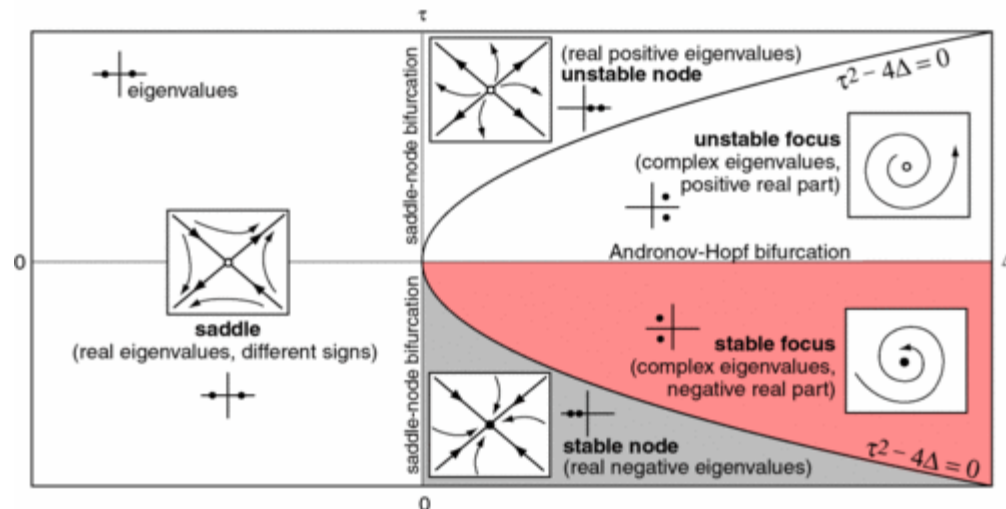 τ
eigenvalues
saddle-node bifurcation
(real positive eigenvalues)
unstable node
τ² − 4Δ = 0
unstable focus
(complex eigenvalues,
positive real part)
Andronov-Hopf bifurcation
0
saddle
(real eigenvalues, different signs)
saddle-node bifurcation
stable focus
(complex eigenvalues,
negative real part)
stable node
(real negative eigenvalues)
τ² − 4Δ = 0
0